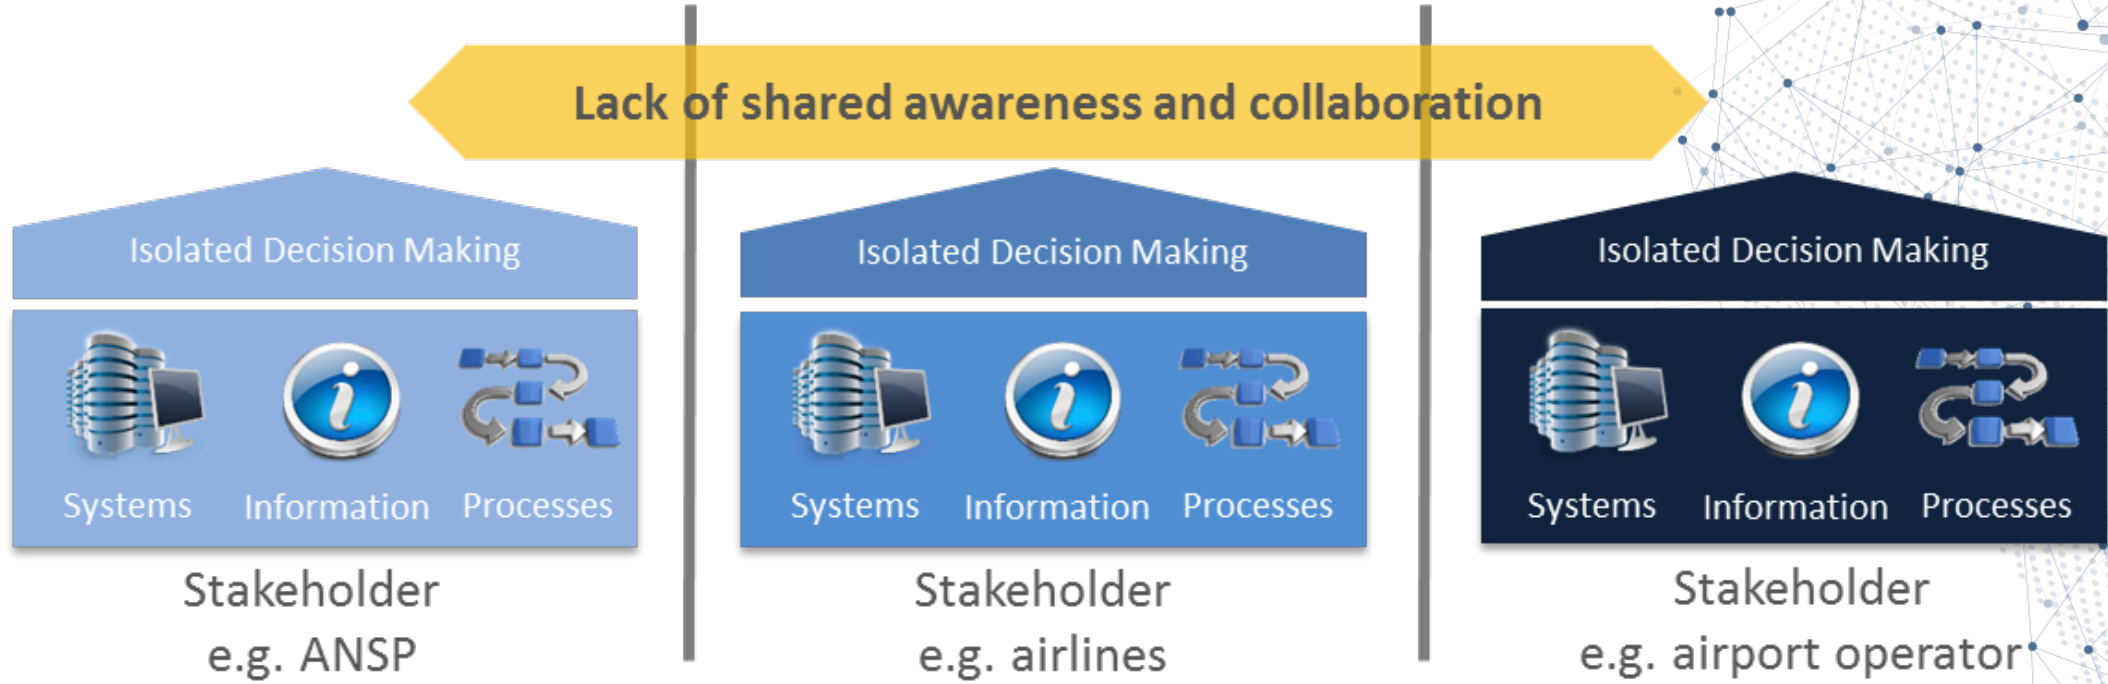 Lack of shared awareness and collaboration
Isolated Decision Making
Systems
Information
Processes
Stakeholder
e.g. ANSP
Isolated Decision Making
Systems
Information
Processes
Stakeholder
e.g. airlines
Isolated Decision Making
Systems
Information
Processes
Stakeholder
e.g. airport operator